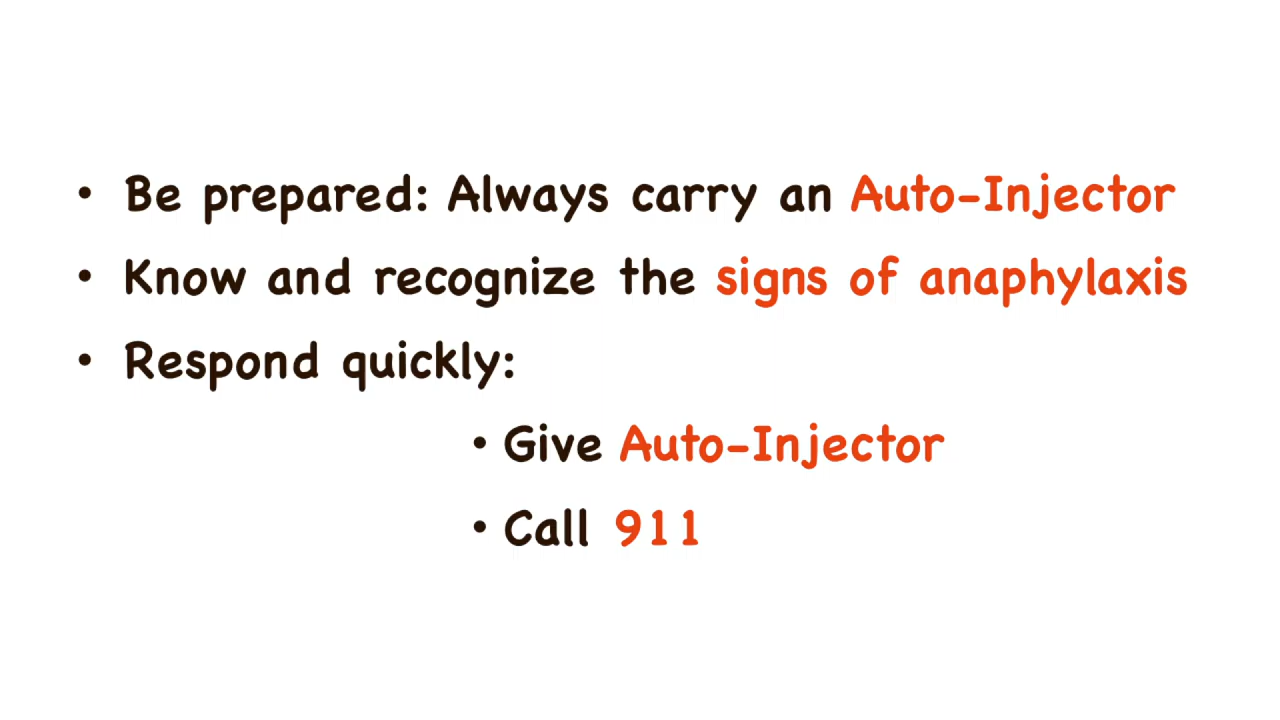 • Be prepared: Always carry an Auto-Injector
• Know and recognize the signs of anaphylaxis
• Respond quickly:
• Give Auto-Injector
• Call 911